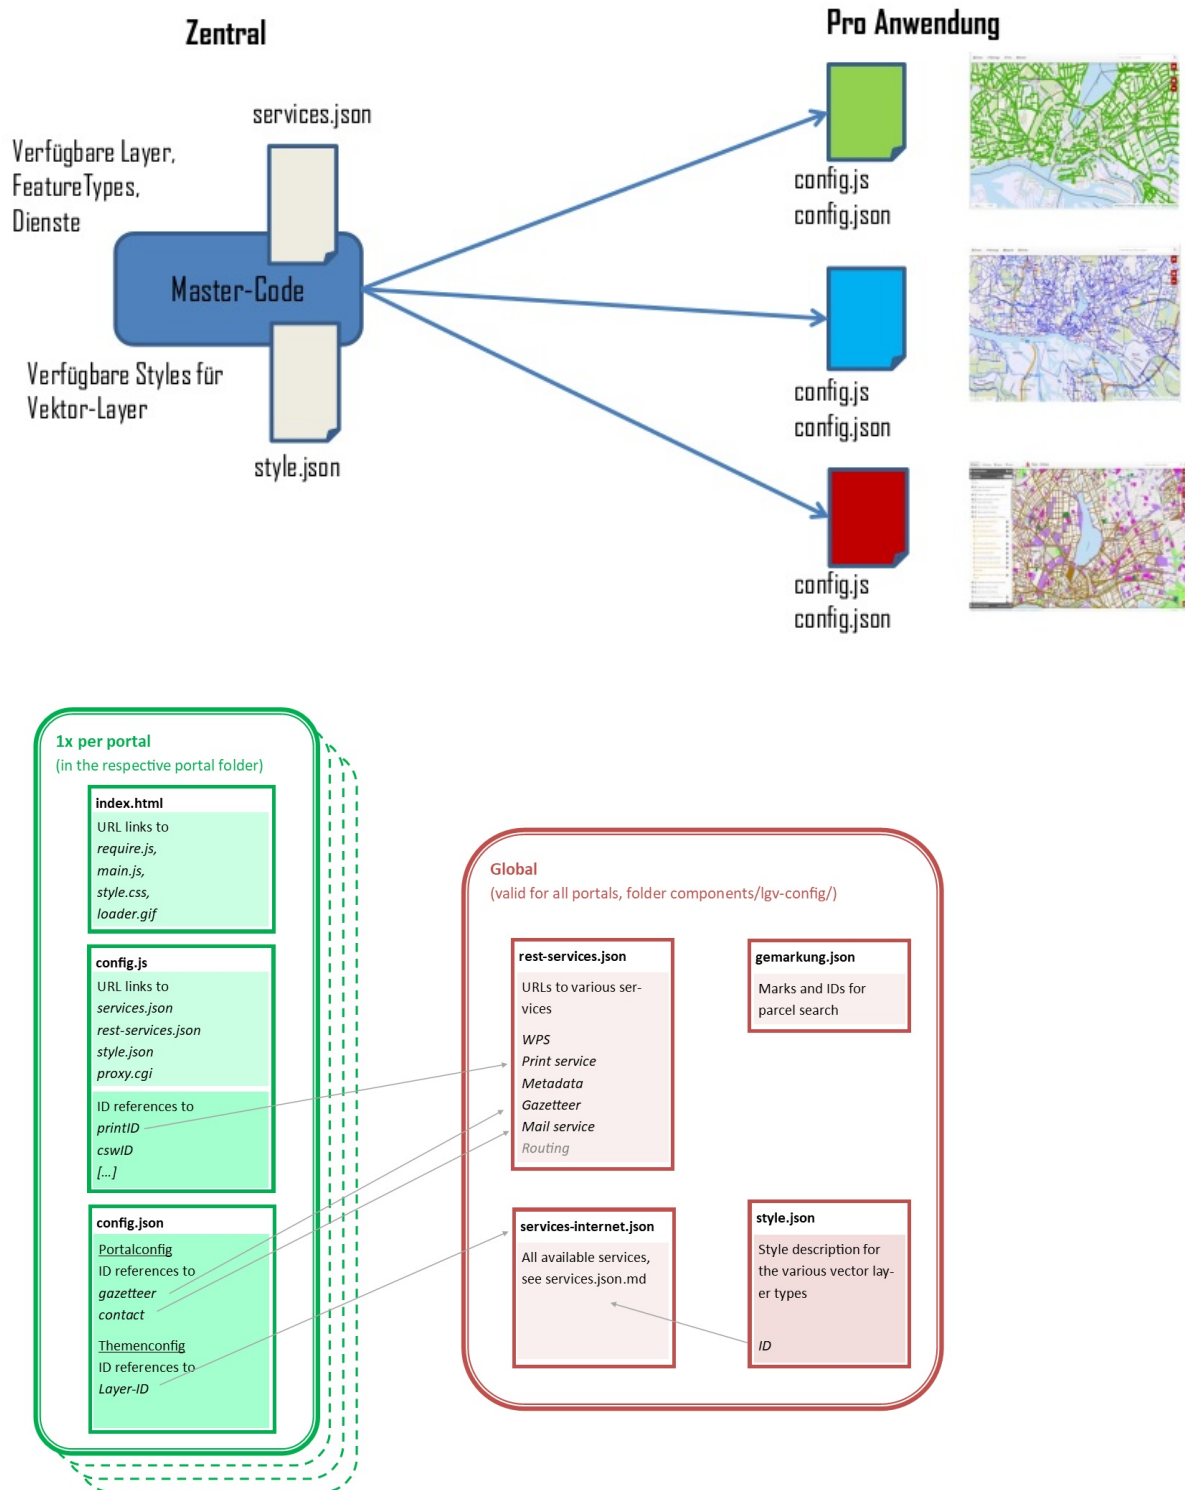 Zentral
Pro Anwendung
services.json
Verfügbare Layer,
FeatureTypes,
Dienste
Master-Code
Verfügbare Styles für
Vektor-Layer
style.json
config.js
config.json
config.js
config.json
config.js
config.json
1x per portal
(in the respective portal folder)
index.html
URL links to
require.js,
main.js,
style.css,
loader.gif
config.js
URL links to
services.json
rest-services.json
style.json
proxy.cgi
ID references to
printID
cswID
[...]
config.json
Portalconfig
ID references to
gazetteer
contact
Themenconfig
ID references to
Layer-ID
Global
(valid for all portals, folder components/lgv-config/)
rest-services.json
URLs to various ser-
vices
WPS
Print service
Metadata
Gazetteer
Mail service
Routing
gemarkung.json
Marks and IDs for
parcel search
services-internet.json
All available services,
see services.json.md
style.json
Style description for
the various vector lay-
er types
ID